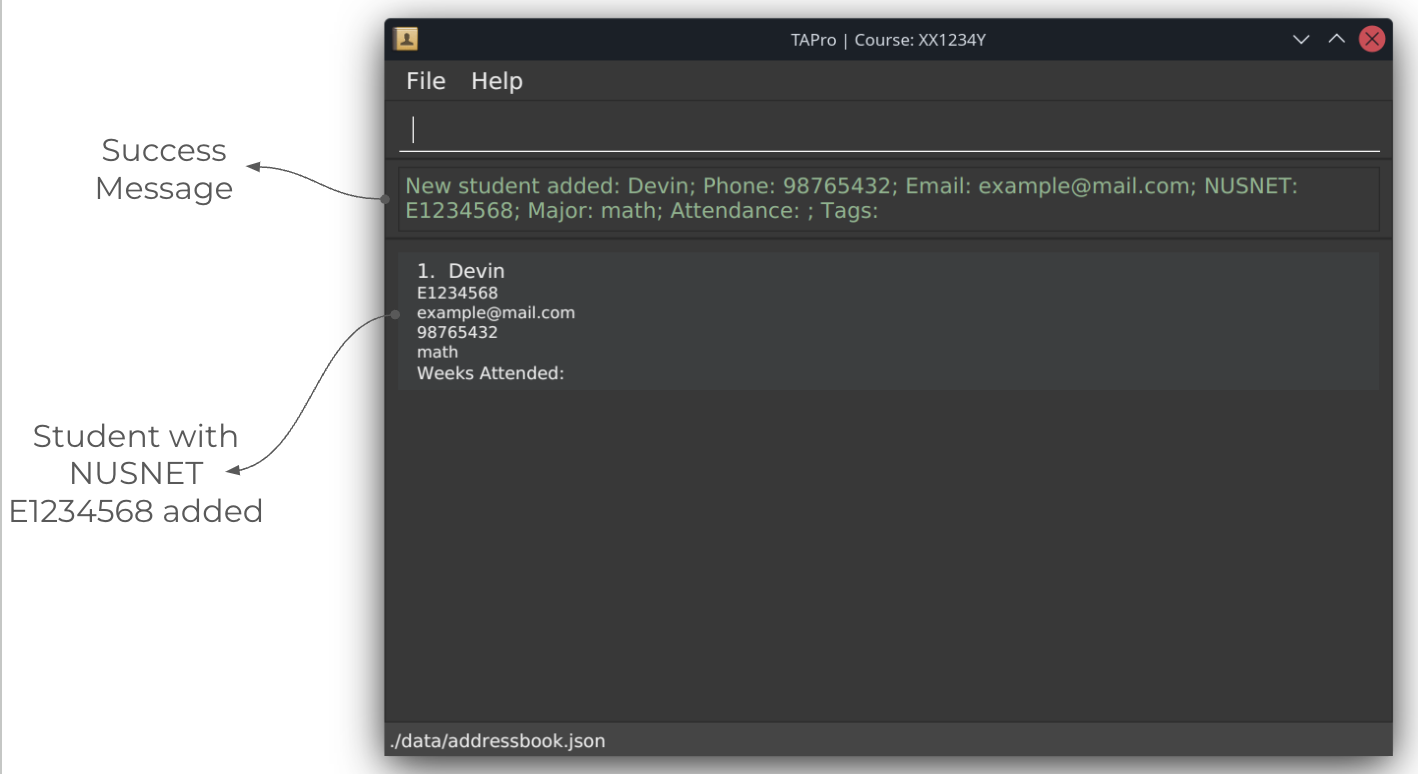 TAPro | Course: XX1234Y
File Help
Success
Message
New student added: Devin; Phone: 98765432; Email: example@mail.com; NUSNET:
E1234568; Major: math; Attendance: ; Tags:
1. Devin
E1234568
example@mail.com
98765432
math
Weeks Attended:
Student with
NUSNET
E1234568 added
./data/addressbook.json